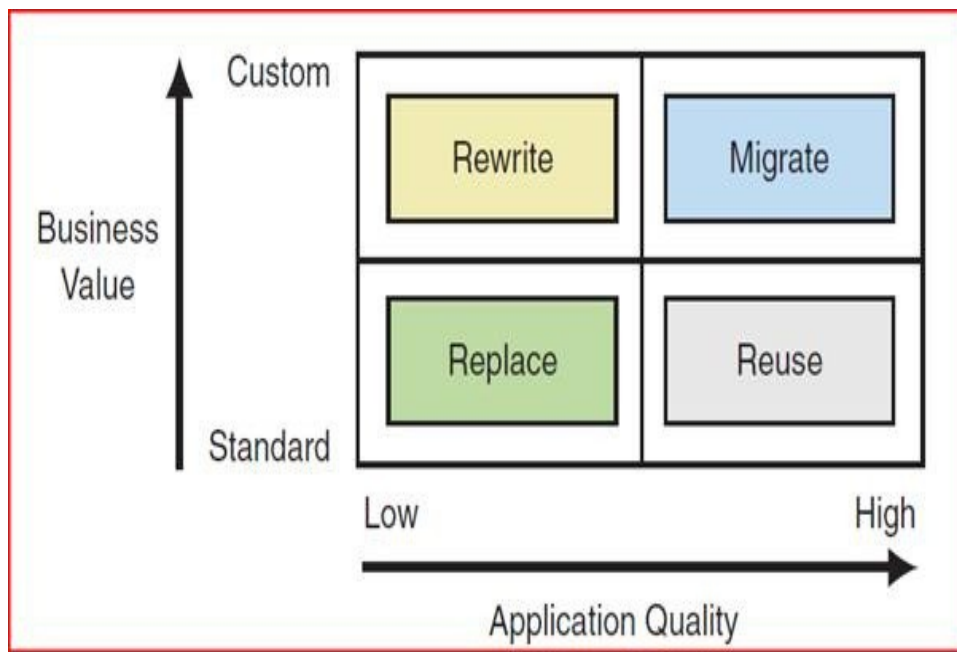 Custom
Rewrite
Migrate
Business
Value
Replace
Reuse
Standard
Low
High
Application Quality